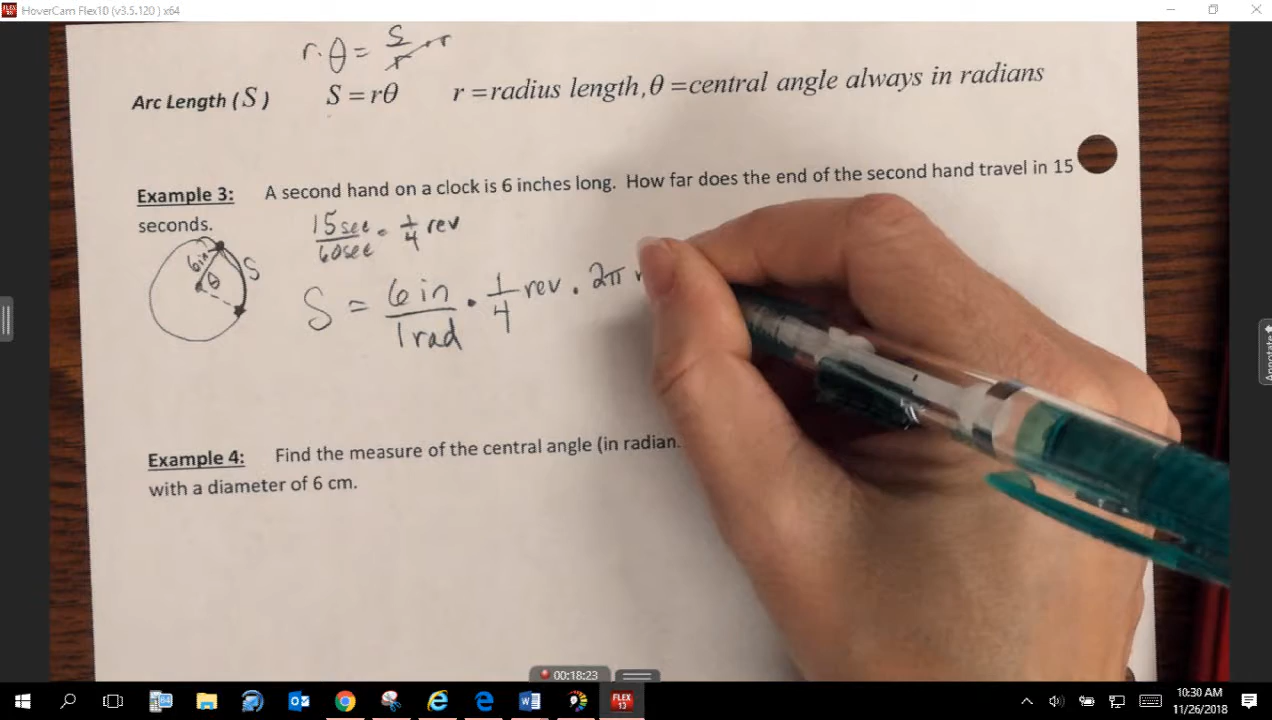 HoverCam Flex10 (v3.5.120 ) x64
r·θ = S/r · r
Arc Length (S) S = rθ r = radius length, θ = central angle always in radians
Example 3: A second hand on a clock is 6 inches long. How far does the end of the second hand travel in 15
seconds.
15 sec/60 sec · 1/4 rev
6 in
θ
S
S = 6 in/1 rad · 1/4 rev · 2π
Example 4: Find the measure of the central angle (in radian
with a diameter of 6 cm.
Annotate
00:18:23
10:30 AM
11/26/2018